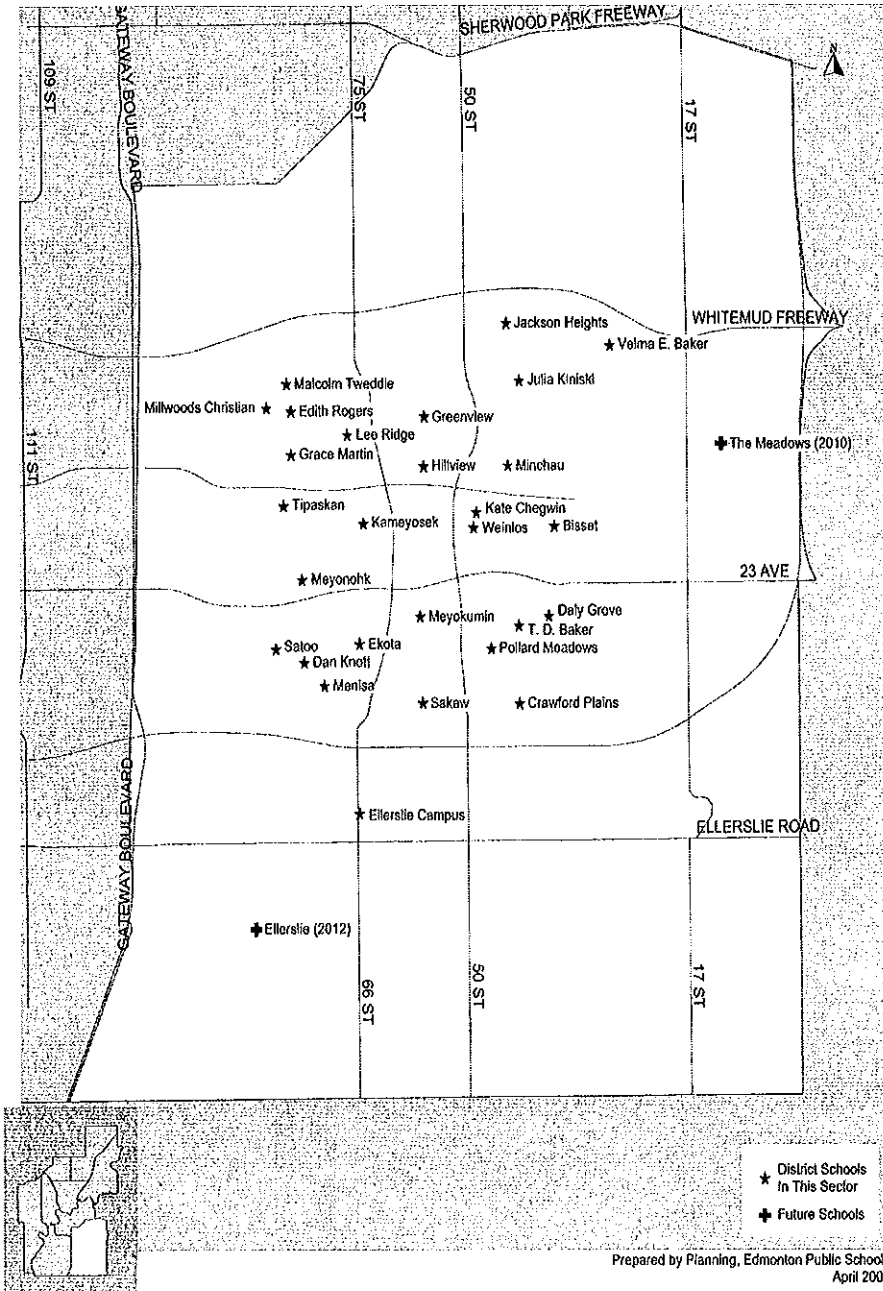 SHERWOOD PARK FREEWAY
N
GATEWAY BOULEVARD
109 ST
75 ST
50 ST
17 ST
Jackson Heights
WHITEMUD FREEWAY
Velma E. Baker
Malcolm Tweddle
Julia Kiniski
Millwoods Christian
Edith Rogers
Greenview
Lee Ridge
The Meadows (2010)
111 ST
Grace Martin
Hillview
Minchau
Tipaskan
Kate Chegwin
Kameyosek
Weinlos
Bisset
23 AVE
Meyonohk
Meyokumin
Daly Grove
T. D. Baker
Satoo
Ekota
Pollard Meadows
Dan Knott
Menisa
Sakaw
Crawford Plains
GATEWAY BOULEVARD
Ellerslie Campus
ELLERSLIE ROAD
Ellerslie (2012)
66 ST
50 ST
17 ST
District Schools
In This Sector
Future Schools
Prepared by Planning, Edmonton Public School
April 200